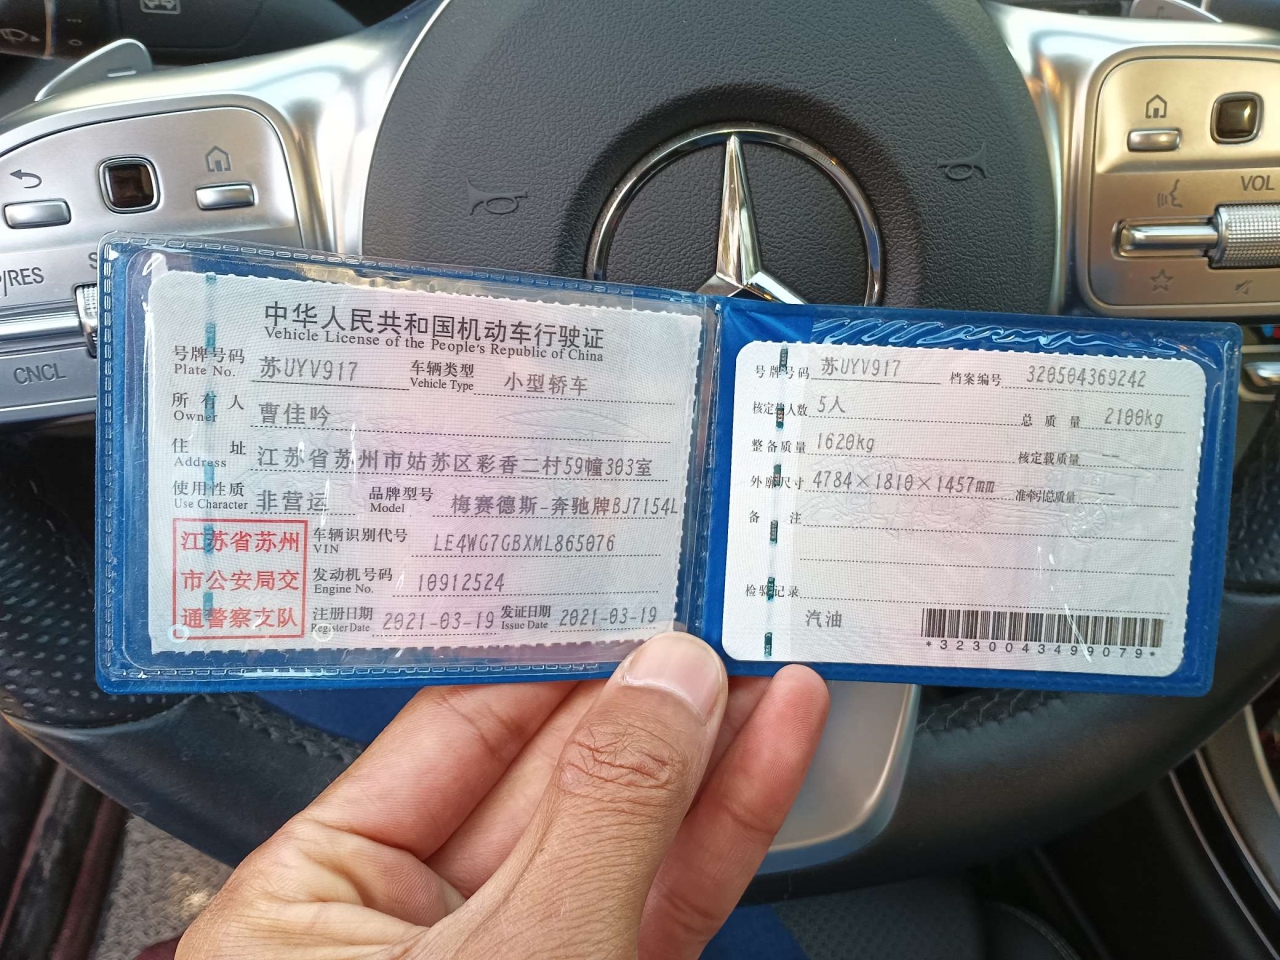 中华人民共和国机动车行驶证
Vehicle License of the People's Republic of China
号牌号码 苏UYV917 车辆类型 小型轿车
Plate No. Vehicle Type
所有人 曹佳吟
Owner
住址 江苏省苏州市姑苏区彩香二村59幢303室
Address
使用性质 非营运 品牌型号 梅赛德斯-奔驰牌BJ7154L
Use Character Model
江苏省苏州
市公安局交
通警察支队
车辆识别代号 LE4WG7GBXML865076
VIN
发动机号码 10912524
Engine No.
注册日期 2021-03-19 发证日期 2021-03-19
Register Date Issue Date
号牌号码 苏UYV917 档案编号 320504369242
核定载人数 5人 总质量 2100kg
整备质量 1620kg 核定载质量 --
外廓尺寸 4784×1810×1457mm 准牵引总质量 --
备注
检验记录
汽油
*3230043499079*
/RES
CNCL
VOL